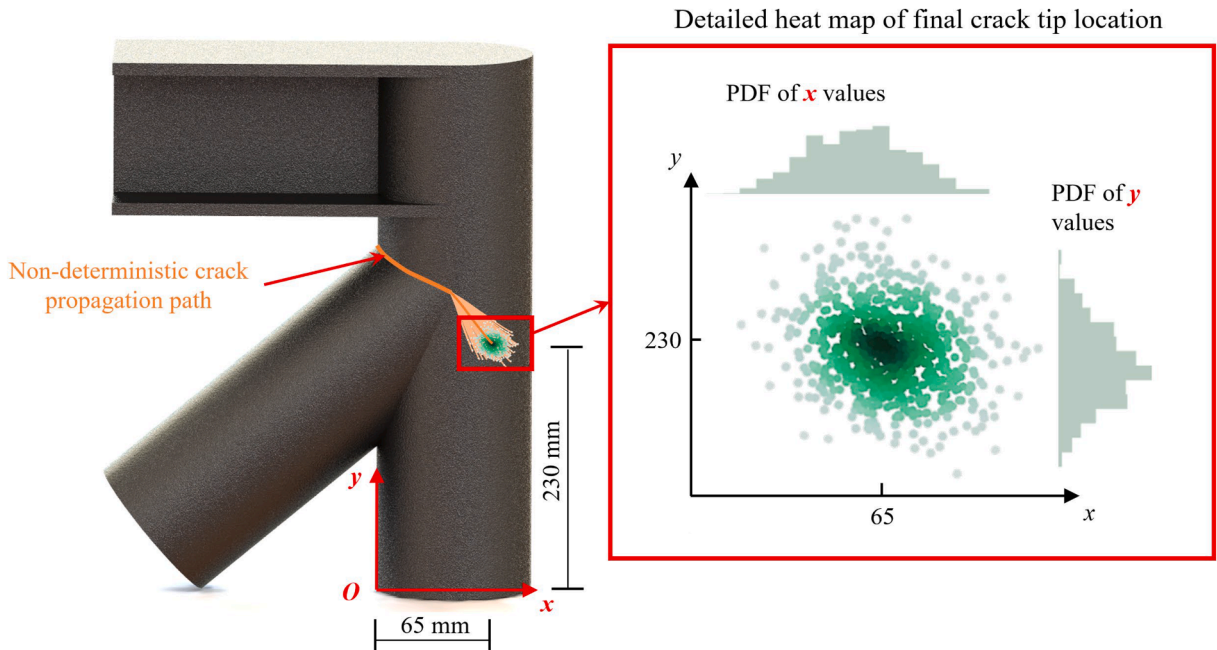 Detailed heat map of final crack tip location
PDF of x values
y
PDF of y
values
Non-deterministic crack
propagation path
230
65
x
230 mm
y
O
x
65 mm